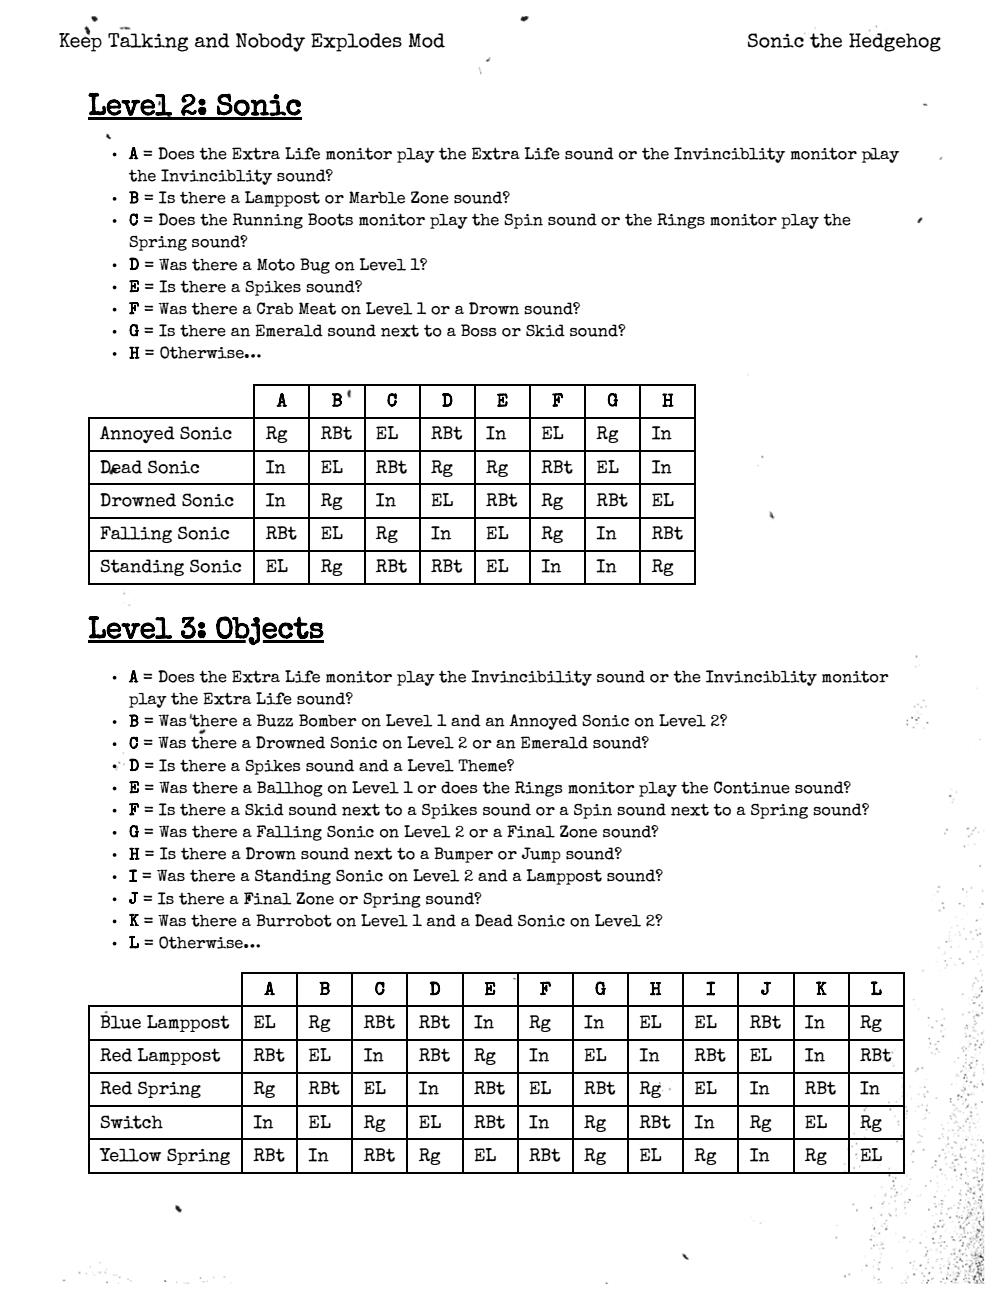 Keep Talking and Nobody Explodes Mod Sonic the Hedgehog
Level 2: Sonic
• A = Does the Extra Life monitor play the Extra Life sound or the Invinciblity monitor play
the Invinciblity sound?
• B = Is there a Lamppost or Marble Zone sound?
• C = Does the Running Boots monitor play the Spin sound or the Rings monitor play the
Spring sound?
• D = Was there a Moto Bug on Level 1?
• E = Is there a Spikes sound?
• F = Was there a Crab Meat on Level 1 or a Drown sound?
• G = Is there an Emerald sound next to a Boss or Skid sound?
• H = Otherwise...
A B C D E F G H
Annoyed Sonic Rg RBt EL RBt In EL Rg In
Dead Sonic In EL RBt Rg Rg RBt EL In
Drowned Sonic In Rg In EL RBt Rg RBt EL
Falling Sonic RBt EL Rg In EL Rg In RBt
Standing Sonic EL Rg RBt RBt EL In In Rg
Level 3: Objects
• A = Does the Extra Life monitor play the Invincibility sound or the Invinciblity monitor
play the Extra Life sound?
• B = Was there a Buzz Bomber on Level 1 and an Annoyed Sonic on Level 2?
• C = Was there a Drowned Sonic on Level 2 or an Emerald sound?
• D = Is there a Spikes sound and a Level Theme?
• E = Was there a Ballhog on Level 1 or does the Rings monitor play the Continue sound?
• F = Is there a Skid sound next to a Spikes sound or a Spin sound next to a Spring sound?
• G = Was there a Falling Sonic on Level 2 or a Final Zone sound?
• H = Is there a Drown sound next to a Bumper or Jump sound?
• I = Was there a Standing Sonic on Level 2 and a Lamppost sound?
• J = Is there a Final Zone or Spring sound?
• K = Was there a Burrobot on Level 1 and a Dead Sonic on Level 2?
• L = Otherwise...
A B C D E F G H I J K L
Blue Lamppost EL Rg RBt RBt In Rg In EL EL RBt In Rg
Red Lamppost RBt EL In RBt Rg In EL In RBt EL In RBt
Red Spring Rg RBt EL In RBt EL RBt Rg EL In RBt In
Switch In EL Rg EL RBt In Rg RBt In Rg EL Rg
Yellow Spring RBt In RBt Rg EL RBt Rg EL Rg In Rg EL